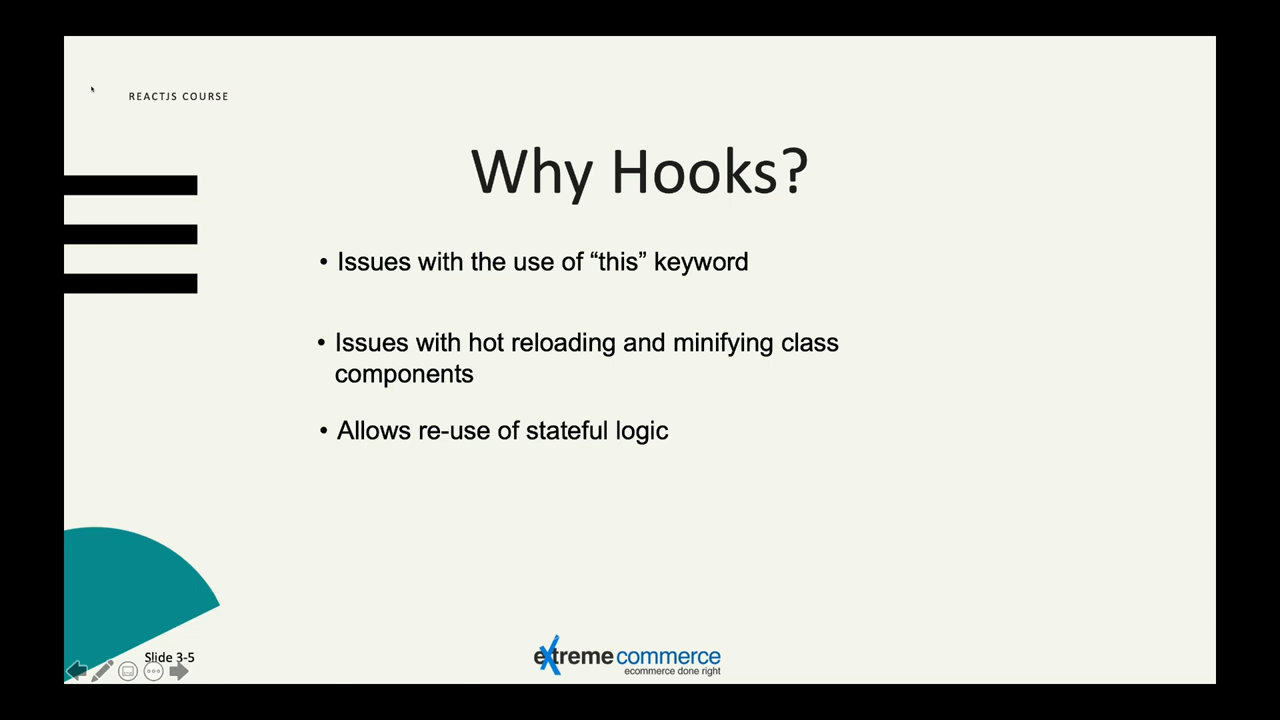 REACTJS COURSE
Why Hooks?
• Issues with the use of “this” keyword
• Issues with hot reloading and minifying class
components
• Allows re-use of stateful logic
Slide 3-5
extreme commerce
ecommerce done right